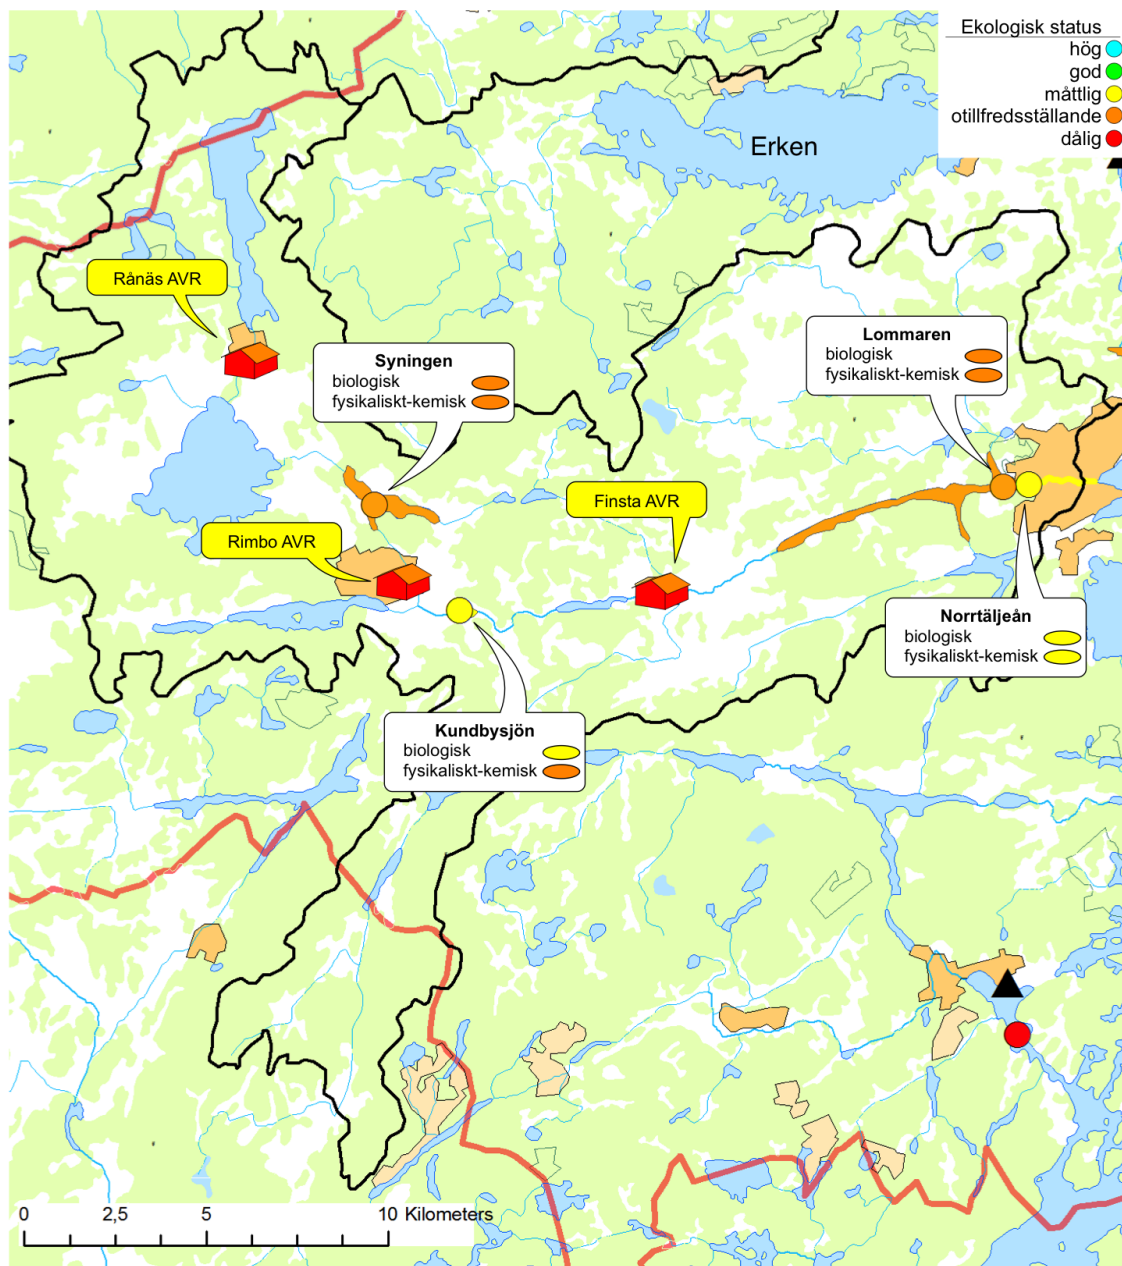 Ekologisk status
hög
god
måttlig
otillfredsställande
dålig
Erken
Rånäs AVR
Syningen
biologisk
fysikaliskt-kemisk
Lommaren
biologisk
fysikaliskt-kemisk
Finsta AVR
Rimbo AVR
Norrtäljeån
biologisk
fysikaliskt-kemisk
Kundbysjön
biologisk
fysikaliskt-kemisk
0 2,5 5 10 Kilometers